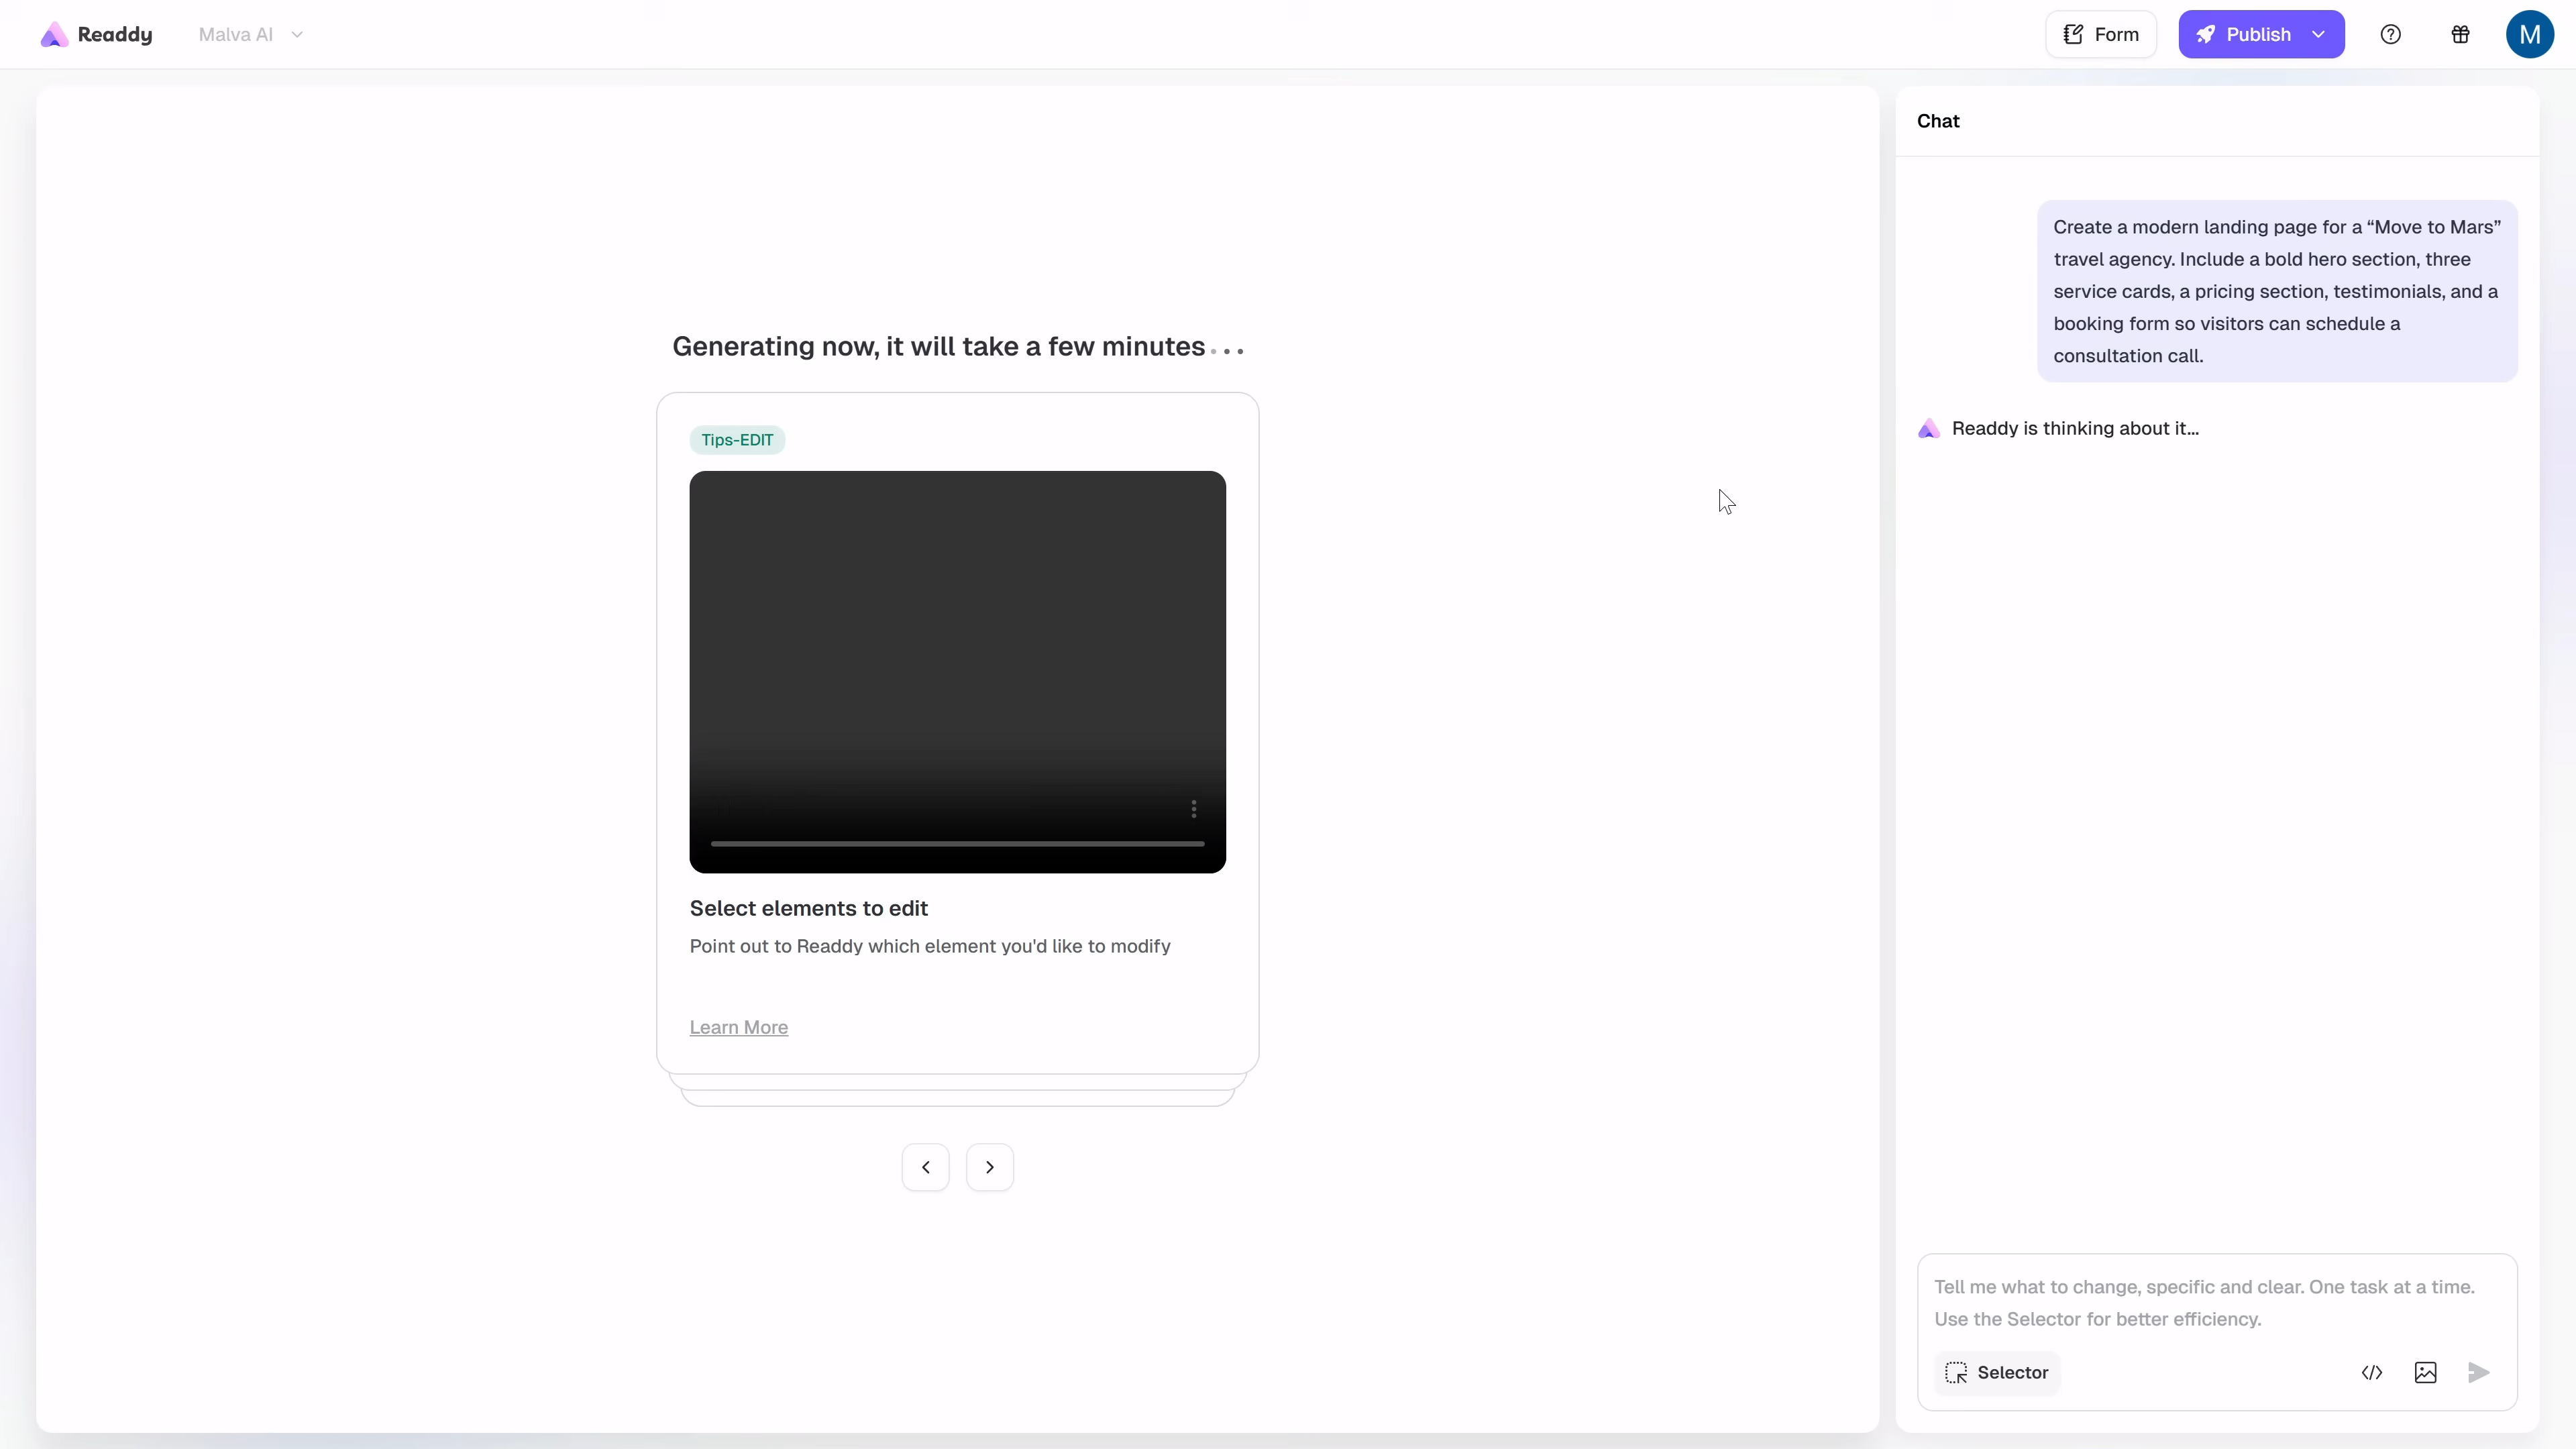 Readdy
Malva AI
Form
Publish
M
Chat
Create a modern landing page for a “Move to Mars”
travel agency. Include a bold hero section, three
service cards, a pricing section, testimonials, and a
booking form so visitors can schedule a
consultation call.
Readdy is thinking about it...
Generating now, it will take a few minutes...
Tips-EDIT
Select elements to edit
Point out to Readdy which element you'd like to modify
Learn More
Tell me what to change, specific and clear. One task at a time.
Use the Selector for better efficiency.
Selector